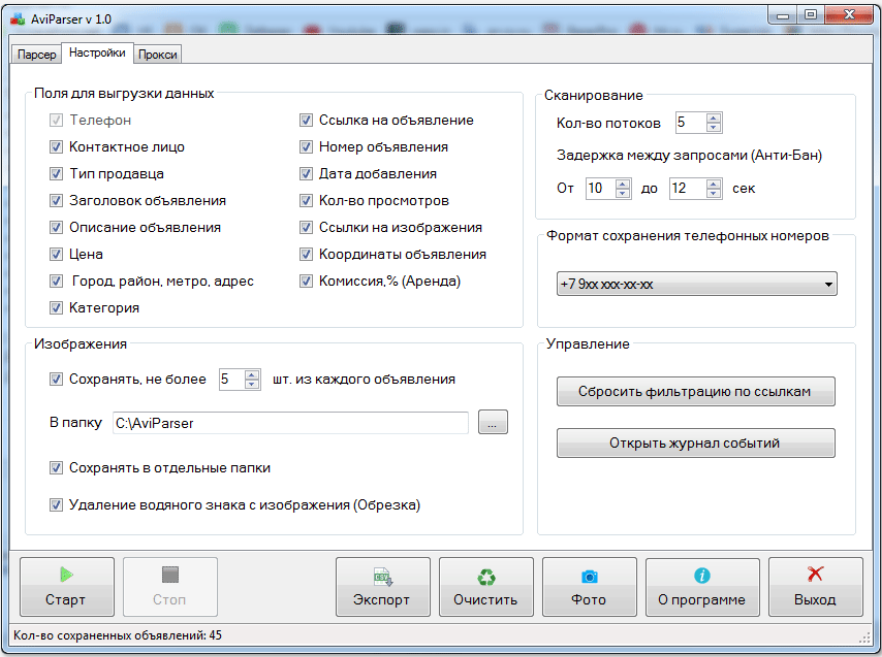 AviParser v 1.0
Парсер Настройки Прокси
Поля для выгрузки данных
Телефон
Контактное лицо
Тип продавца
Заголовок объявления
Описание объявления
Цена
Город, район, метро, адрес
Категория
Ссылка на объявление
Номер объявления
Дата добавления
Кол-во просмотров
Ссылки на изображения
Координаты объявления
Комиссия,% (Аренда)
Сканирование
Кол-во потоков 5
Задержка между запросами (Анти-Бан)
От 10 до 12 сек
Формат сохранения телефонных номеров
+7 9xx xxx-xx-xx
Изображения
Сохранять, не более 5 шт. из каждого объявления
В папку C:\AviParser ...
Сохранять в отдельные папки
Удаление водяного знака с изображения (Обрезка)
Управление
Сбросить фильтрацию по ссылкам
Открыть журнал событий
Старт Стоп Экспорт Очистить Фото О программе Выход
Кол-во сохраненных объявлений: 45